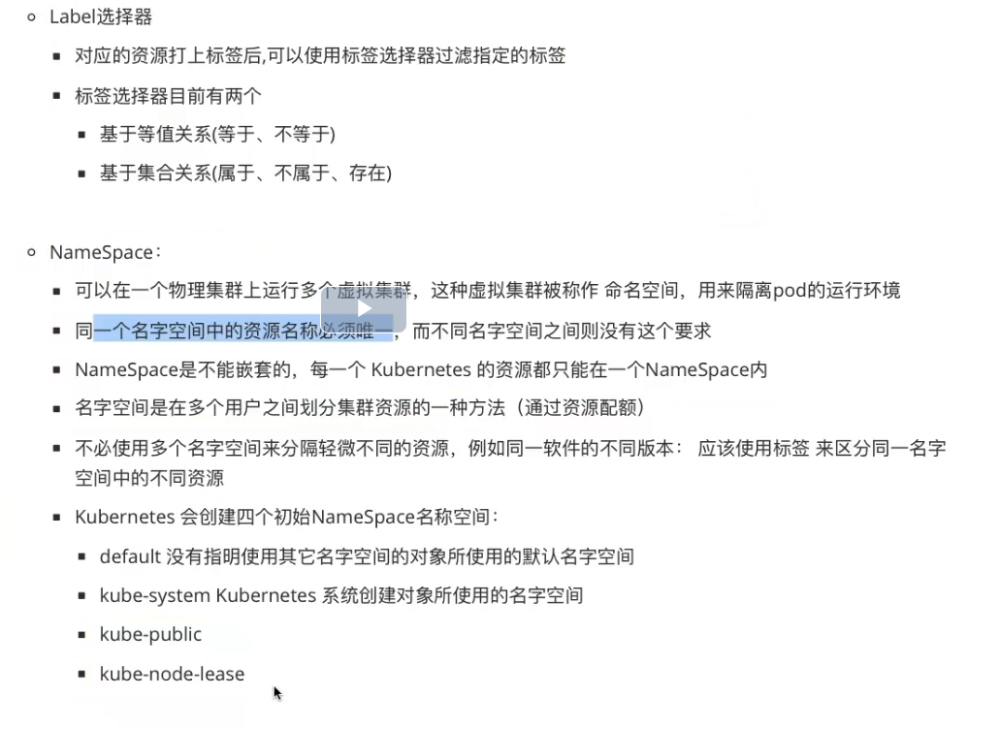 Label选择器
对应的资源打上标签后,可以使用标签选择器过滤指定的标签
标签选择器目前有两个
基于等值关系(等于、不等于)
基于集合关系(属于、不属于、存在)
NameSpace：
可以在一个物理集群上运行多个虚拟集群，这种虚拟集群被称作 命名空间，用来隔离pod的运行环境
同一个名字空间中的资源名称必须唯一，而不同名字空间之间则没有这个要求
NameSpace是不能嵌套的，每一个 Kubernetes 的资源都只能在一个NameSpace内
名字空间是在多个用户之间划分集群资源的一种方法（通过资源配额）
不必使用多个名字空间来分隔轻微不同的资源，例如同一软件的不同版本： 应该使用标签 来区分同一名字
空间中的不同资源
Kubernetes 会创建四个初始NameSpace名称空间：
default 没有指明使用其它名字空间的对象所使用的默认名字空间
kube-system Kubernetes 系统创建对象所使用的名字空间
kube-public
kube-node-lease